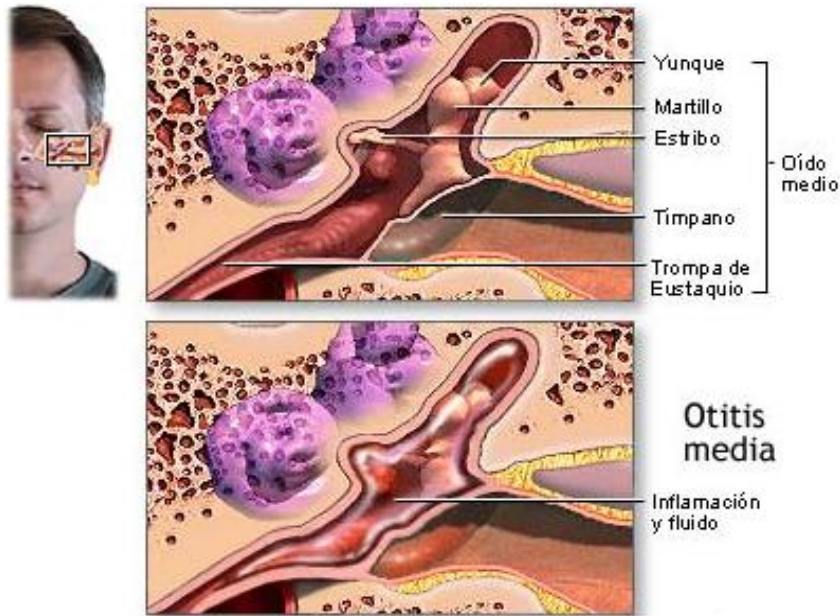 Yunque
Martillo
Estribo
Oído
medio
Tímpano
Trompa de
Eustaquio
Otitis
media
Inflamación
y fluido